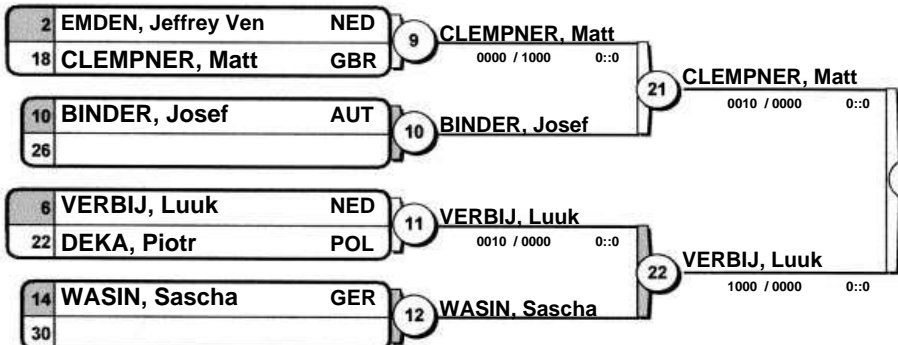 2 EMDEN, Jeffrey Ven NED
18 CLEMPNER, Matt GBR
9 CLEMPNER, Matt
0000 / 1000 0::0
10 BINDER, Josef AUT
26
10 BINDER, Josef
21 CLEMPNER, Matt
0010 / 0000 0::0
6 VERBIJ, Luuk NED
22 DEKA, Piotr POL
11 VERBIJ, Luuk
0010 / 0000 0::0
14 WASIN, Sascha GER
30
12 WASIN, Sascha
22 VERBIJ, Luuk
1000 / 0000 0::0